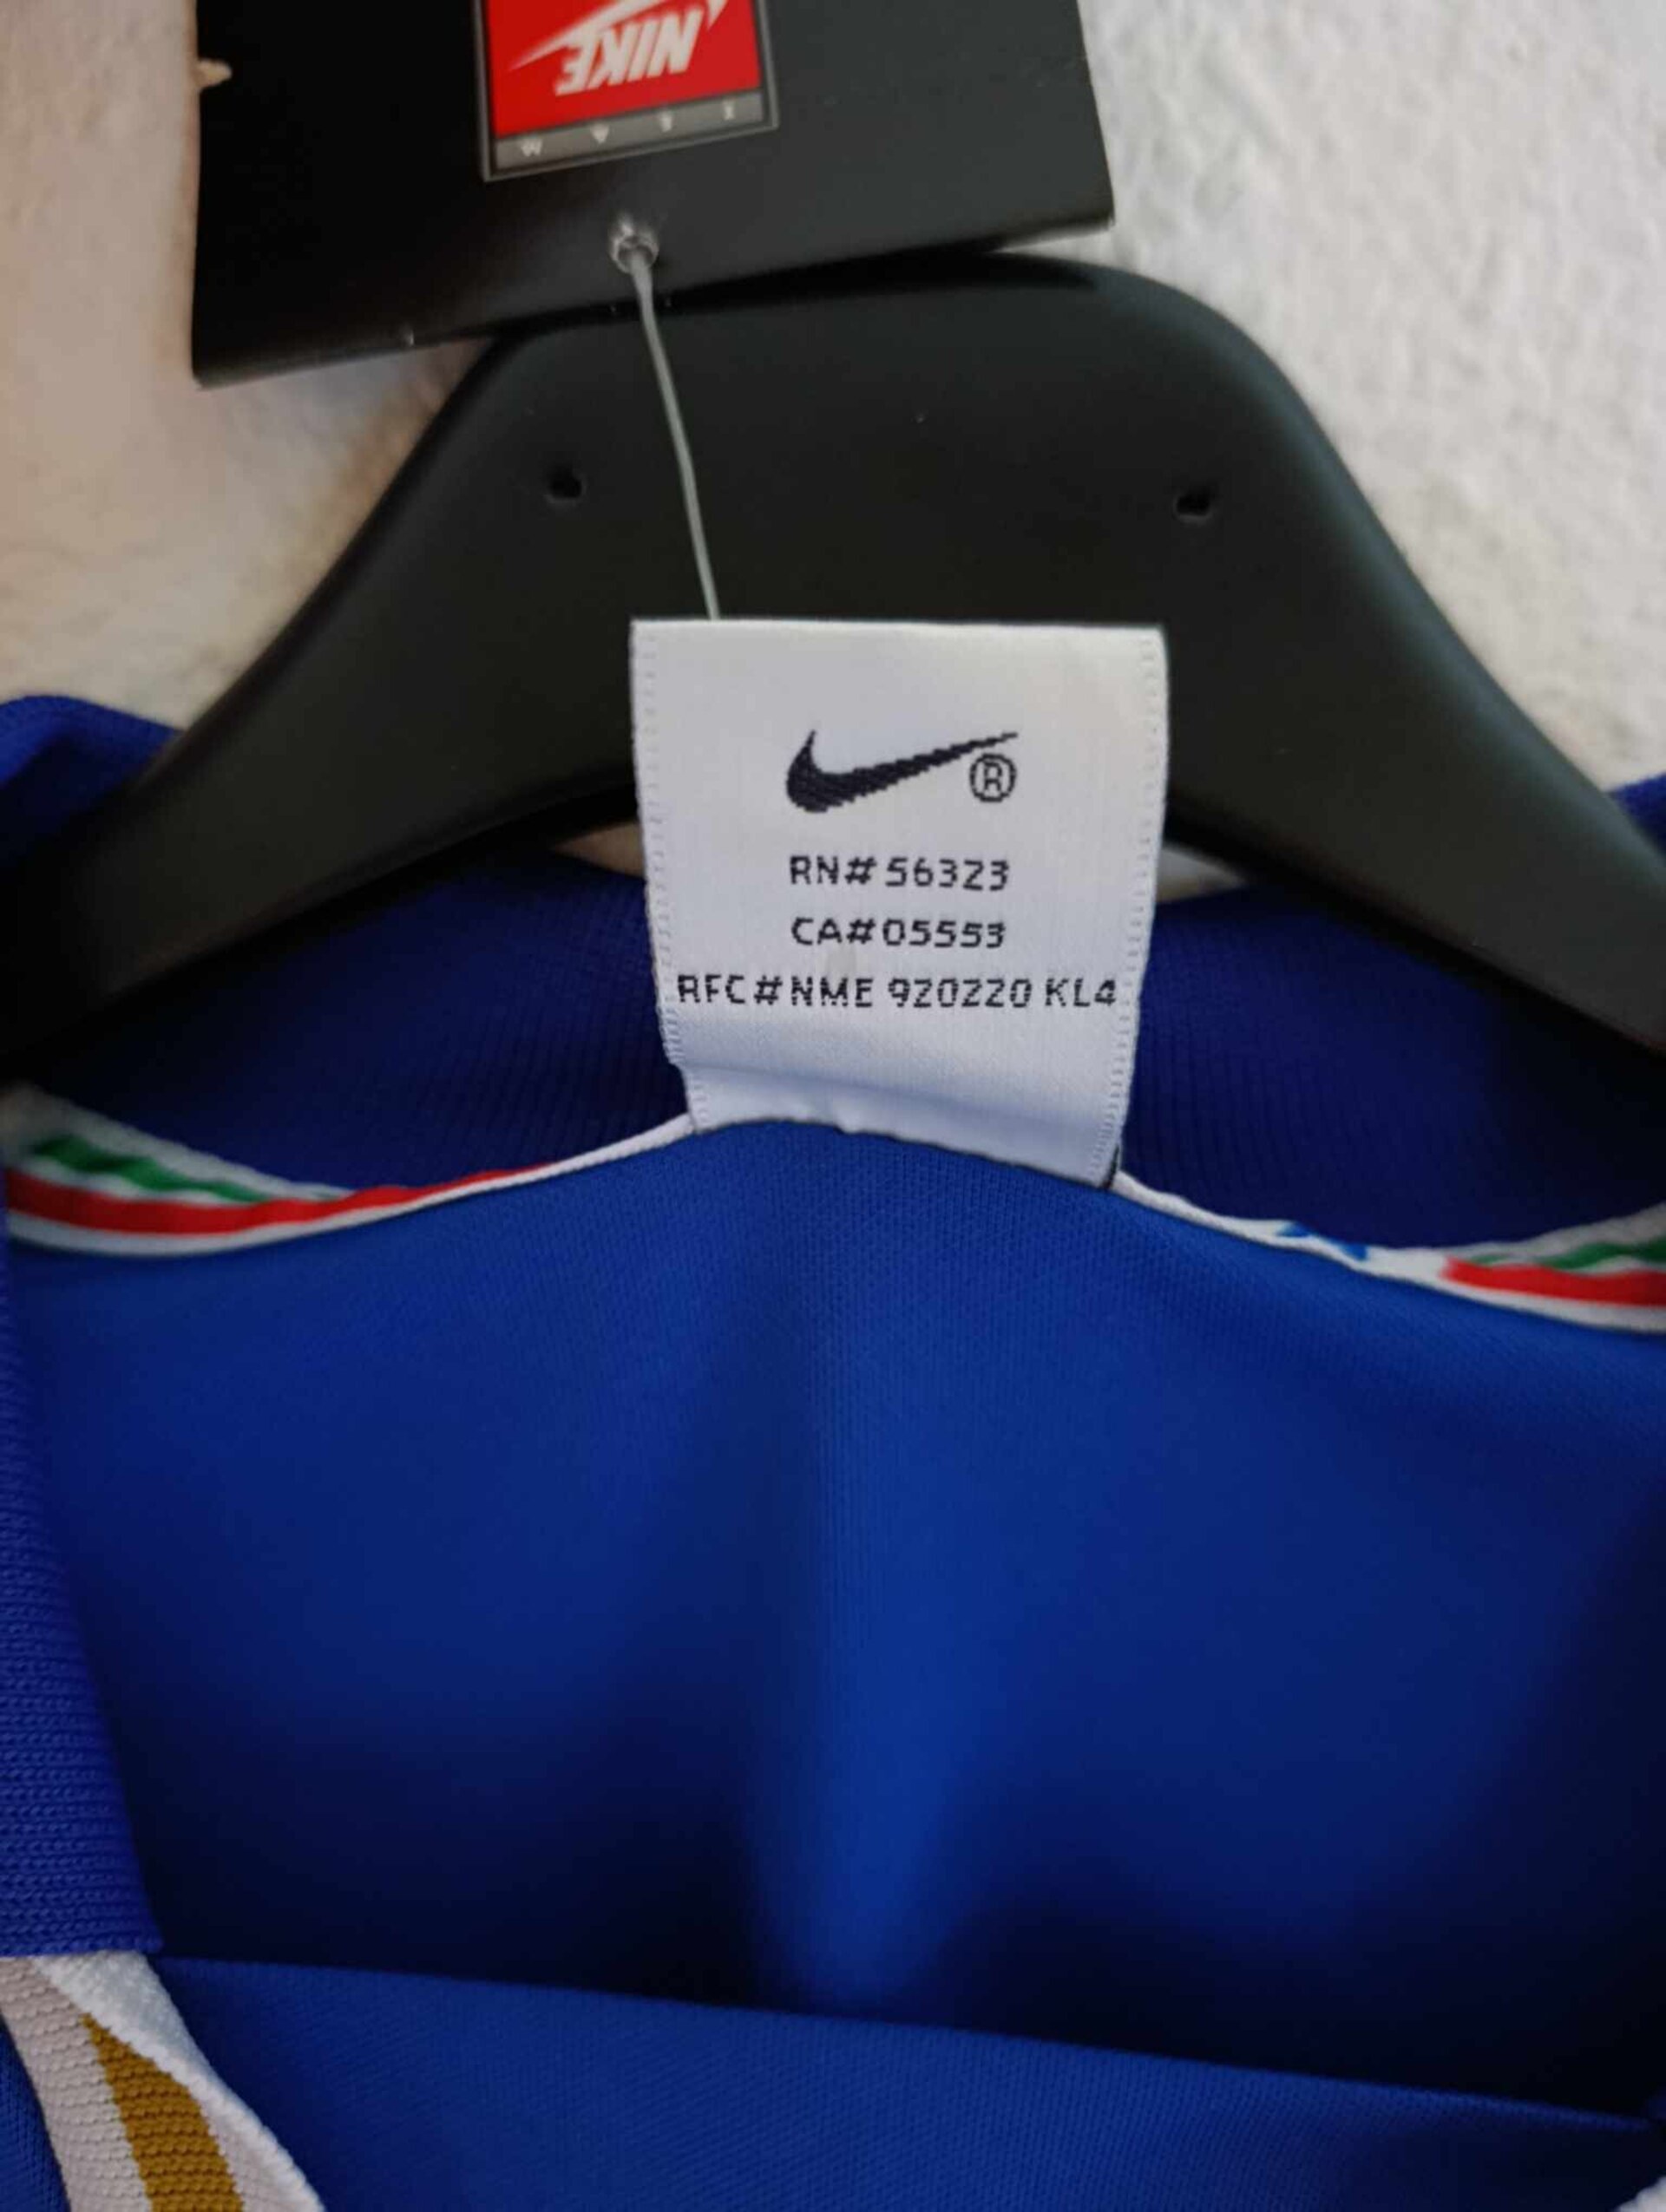 NIKE
RN# 56323
CA# 05553
RFC# NME 920220 KL4